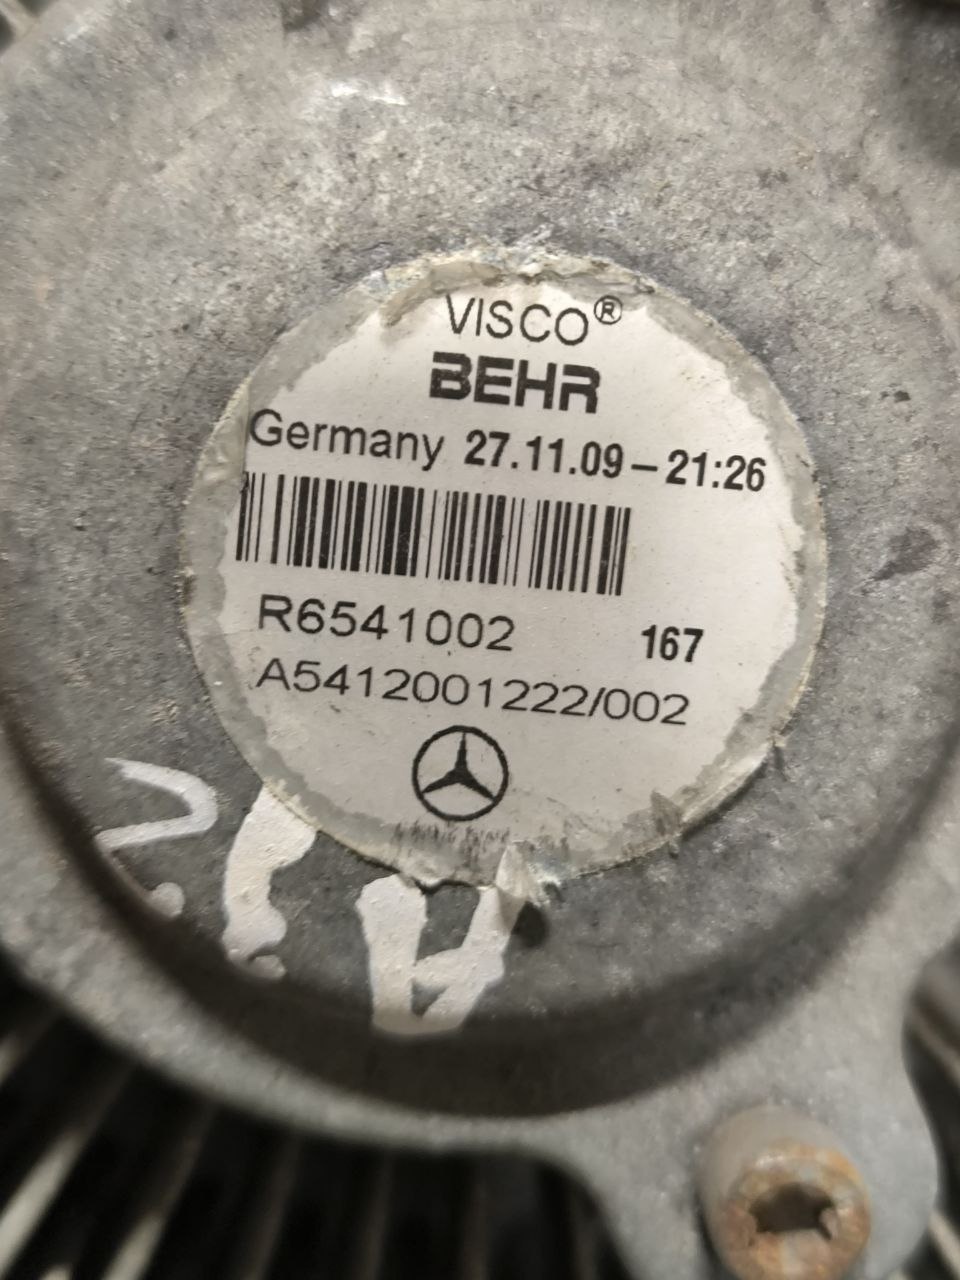 VISCO®
BEHR
Germany 27.11.09 – 21:26
R6541002 167
A5412001222/002